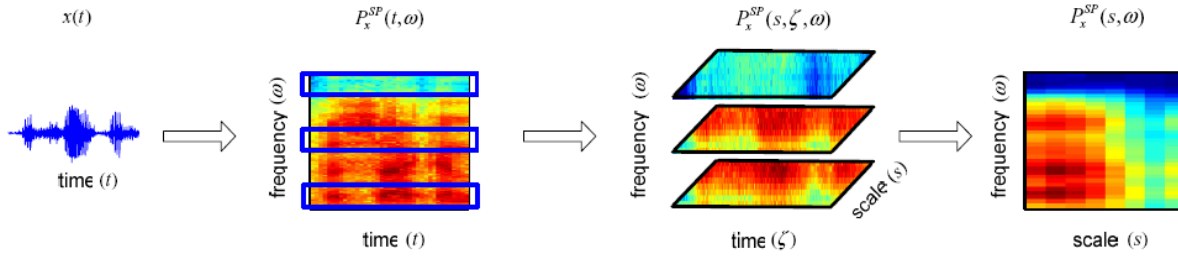 x(t)
P_x^{SP}(t,ω)
P_x^{SP}(s,ζ,ω)
P_x^{SP}(s,ω)
frequency (ω)
frequency (ω)
frequency (ω)
scale (s)
time (t)
time (t)
time (ζ)
scale (s)